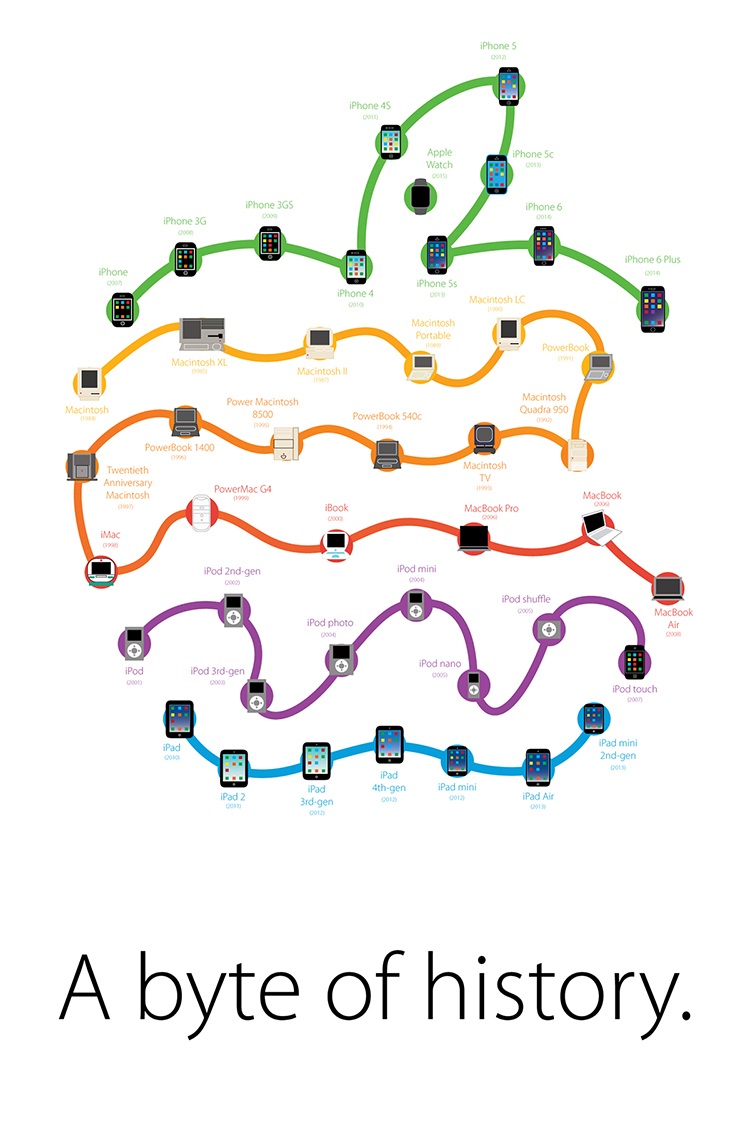 iPhone 5
(2012)
iPhone 4S
(2011)
Apple
Watch
(2015)
iPhone 5c
(2013)
iPhone 3GS
(2009)
iPhone 3G
(2008)
iPhone 6
(2014)
iPhone
(2007)
iPhone 4
(2010)
iPhone 5s
(2013)
iPhone 6 Plus
(2014)
Macintosh
(1984)
Macintosh XL
(1985)
Macintosh II
(1987)
Macintosh
Portable
(1989)
Macintosh LC
(1990)
PowerBook
(1991)
Macintosh
Quadra 950
(1992)
Macintosh
TV
(1993)
PowerBook 540c
(1994)
Power Macintosh
8500
(1995)
PowerBook 1400
(1996)
Twentieth
Anniversary
Macintosh
(1997)
iMac
(1998)
PowerMac G4
(1999)
iBook
(2000)
MacBook Pro
(2006)
MacBook
(2006)
MacBook
Air
(2008)
iPod
(2001)
iPod 2nd-gen
(2002)
iPod 3rd-gen
(2003)
iPod photo
(2004)
iPod mini
(2004)
iPod nano
(2005)
iPod shuffle
(2005)
iPod touch
(2007)
iPad
(2010)
iPad 2
(2011)
iPad
3rd-gen
(2012)
iPad
4th-gen
(2012)
iPad mini
(2012)
iPad Air
(2013)
iPad mini
2nd-gen
(2013)
A byte of history.